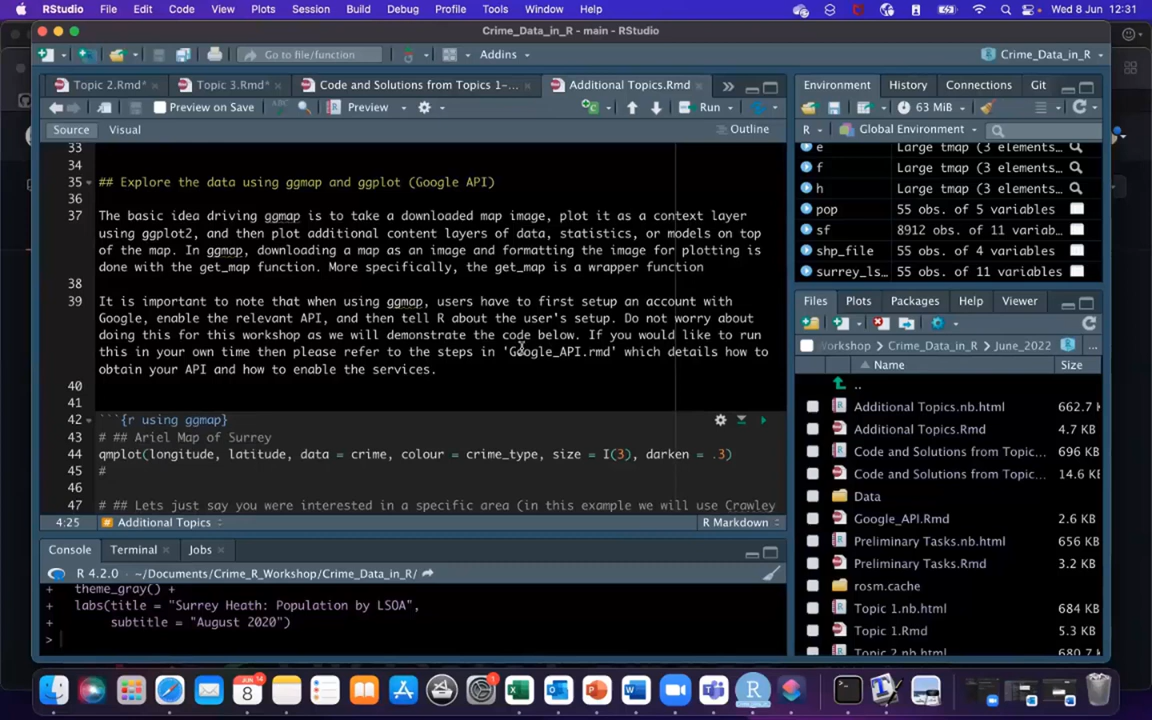 RStudio File Edit Code View Plots Session Build Debug Profile Tools Window Help Wed 8 Jun 12:31
Crime_Data_in_R - main - RStudio
Go to file/function Addins Crime_Data_in_R
Topic 2.Rmd* Topic 3.Rmd* Code and Solutions from Topics 1-... Additional Topics.Rmd
Preview on Save Preview Run
Source Visual Outline
33
34
35 ## Explore the data using ggmap and ggplot (Google API)
36
37 The basic idea driving ggmap is to take a downloaded map image, plot it as a context layer
using ggplot2, and then plot additional content layers of data, statistics, or models on top
of the map. In ggmap, downloading a map as an image and formatting the image for plotting is
done with the get_map function. More specifically, the get_map is a wrapper function
38
39 It is important to note that when using ggmap, users have to first setup an account with
Google, enable the relevant API, and then tell R about the user's setup. Do not worry about
doing this for this workshop as we will demonstrate the code below. If you would like to run
this in your own time then please refer to the steps in 'Google_API.rmd' which details how to
obtain your API and how to enable the services.
40
41
42 ```{r using ggmap}
43 # ## Ariel Map of Surrey
44 qmplot(longitude, latitude, data = crime, colour = crime_type, size = I(3), darken = .3)
45 #
46
47 # ## Lets just say you were interested in a specific area (in this example we will use Crawley
4:25 Additional Topics R Markdown
Console Terminal Jobs
R 4.2.0 · ~/Documents/Crime_R_Workshop/Crime_Data_in_R/
+ theme_gray() +
+ labs(title = "Surrey Heath: Population by LSOA",
+ subtitle = "August 2020")
>
Environment History Connections Git
63 MiB
R Global Environment
e Large tmap (3 elements...
f Large tmap (3 elements...
h Large tmap (3 elements...
pop 55 obs. of 5 variables
sf 8912 obs. of 11 variab...
shp_file 55 obs. of 4 variables
surrey_ls... 55 obs. of 11 variables
Files Plots Packages Help Viewer
Workshop Crime_Data_in_R June_2022 ...
Name Size
..
Additional Topics.nb.html 662.7 K
Additional Topics.Rmd 4.7 KB
Code and Solutions from Topic... 696 KB
Code and Solutions from Topic... 14.6 KB
Data
Google_API.Rmd 2.6 KB
Preliminary Tasks.nb.html 656 KB
Preliminary Tasks.Rmd 3.2 KB
rosm.cache
Topic 1.nb.html 684 KB
Topic 1.Rmd 5.3 KB
Topic 2.nb.html 680.7